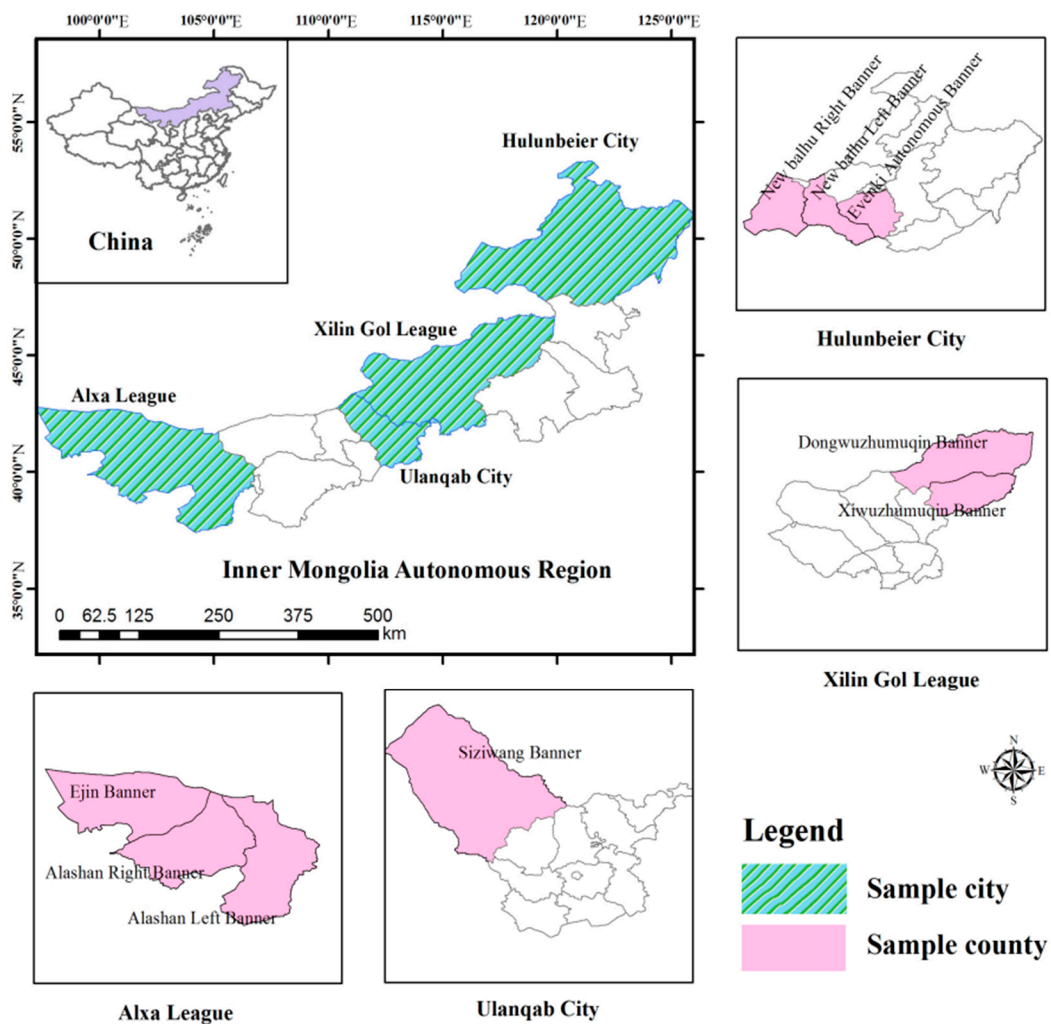 100°0'0"E 105°0'0"E 110°0'0"E 115°0'0"E 120°0'0"E 125°0'0"E
55°0'0"N
50°0'0"N
45°0'0"N
40°0'0"N
35°0'0"N
China
Hulunbeier City
Xilin Gol League
Alxa League
Ulanqab City
Inner Mongolia Autonomous Region
0 62.5 125 250 375 500
km
New balhu Right Banner
New balhu Left Banner
Evenki Autonomous Banner
Hulunbeier City
Dongwuzhumuqin Banner
Xiwuzhumuqin Banner
Xilin Gol League
Ejin Banner
Alashan Right Banner
Alashan Left Banner
Alxa League
Siziwang Banner
Ulanqab City
N
W E
S
Legend
Sample city
Sample county